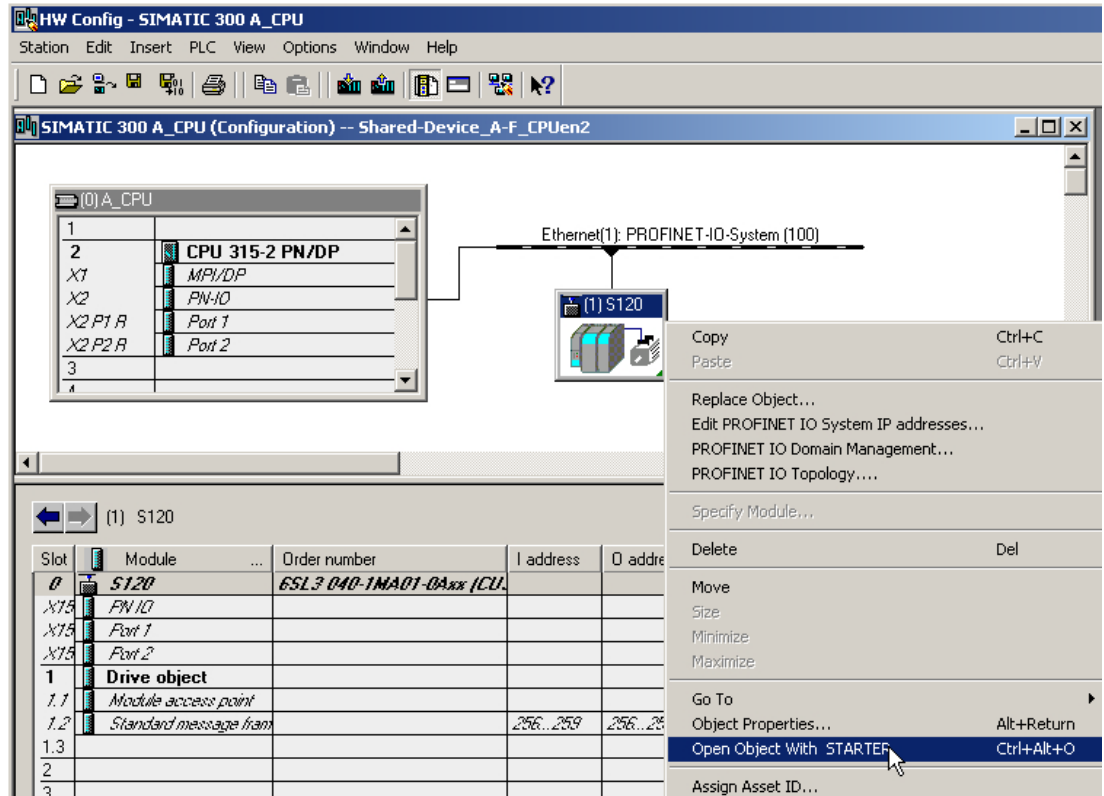 HW Config - SIMATIC 300 A_CPU
Station Edit Insert PLC View Options Window Help
SIMATIC 300 A_CPU (Configuration) -- Shared-Device_A-F_CPUen2
(0) A_CPU
1
2 CPU 315-2 PN/DP
X1 MPI/DP
X2 PN-IO
X2 P1 R Port 1
X2 P2 R Port 2
3
Ethernet(1): PROFINET-IO-System (100)
(1) S120
Copy Ctrl+C
Paste Ctrl+V
Replace Object...
Edit PROFINET IO System IP addresses...
PROFINET IO Domain Management...
PROFINET IO Topology....
Specify Module...
Delete Del
Move
Size
Minimize
Maximize
Go To
Object Properties... Alt+Return
Open Object With STARTER Ctrl+Alt+O
Assign Asset ID...
(1) S120
Slot Module ... Order number I address O addre
0 S120 6SL3 040-1MA01-0Axx (CU.
X15 PN IO
X15 Port 1
X15 Port 2
1 Drive object
1.1 Module access point
1.2 Standard message fram 256...259 256...25
1.3
2
3